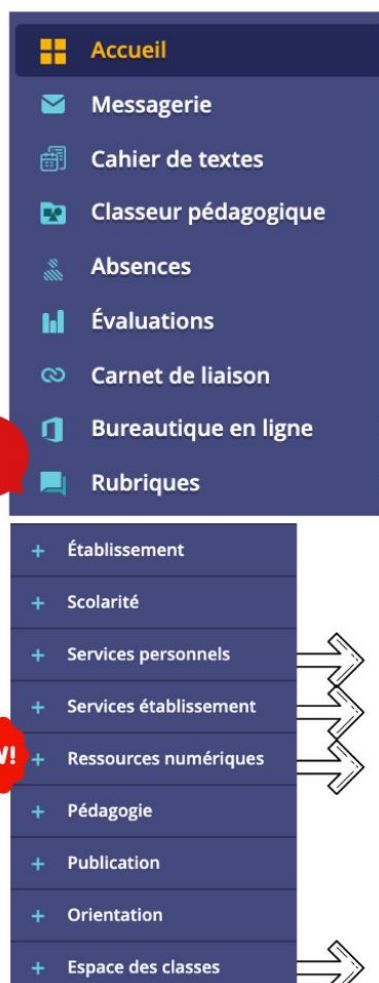 Accueil
Messagerie
Cahier de textes
Classeur pédagogique
Absences
Évaluations
Carnet de liaison
Bureautique en ligne
Rubriques
+ Établissement
+ Scolarité
+ Services personnels
+ Services établissement
W! + Ressources numériques
+ Pédagogie
+ Publication
+ Orientation
+ Espace des classes